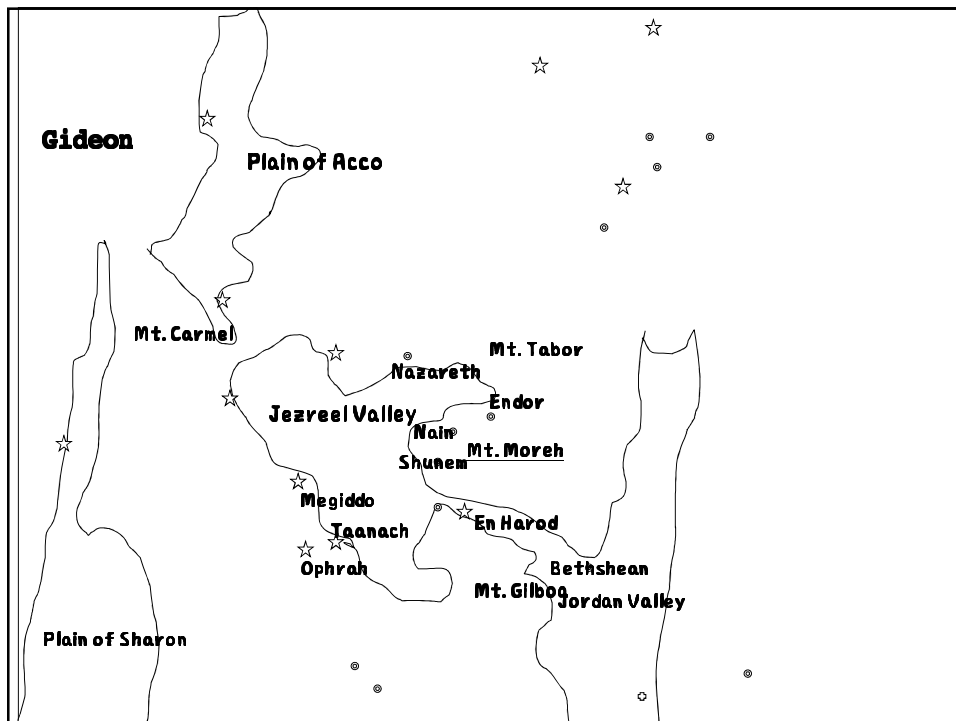 Gideon
Plain of Acco
Mt. Carmel
Mt. Tabor
Nazareth
Endor
Jezreel Valley
Nain
Mt. Moreh
Shunem
Megiddo
En Harod
Taanach
Ophrah
Bethshean
Mt. Gilboa
Jordan Valley
Plain of Sharon